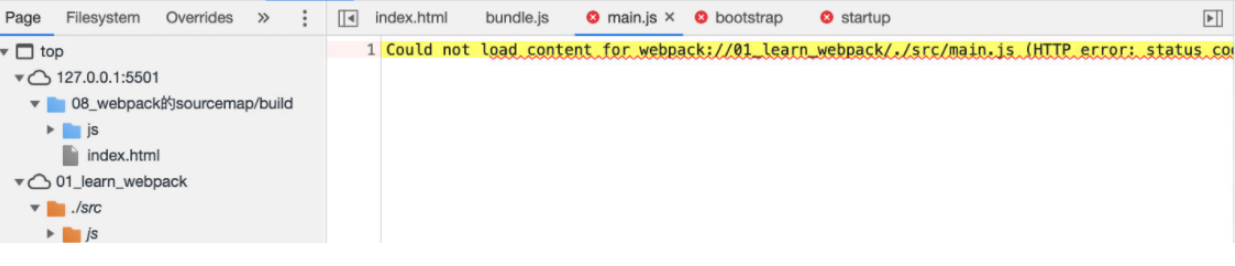 Page Filesystem Overrides » index.html bundle.js main.js × bootstrap startup
top
127.0.0.1:5501
08_webpack的sourcemap/build
js
index.html
01_learn_webpack
./src
js
1 Could not load content for webpack://01_learn_webpack/./src/main.js (HTTP error: status